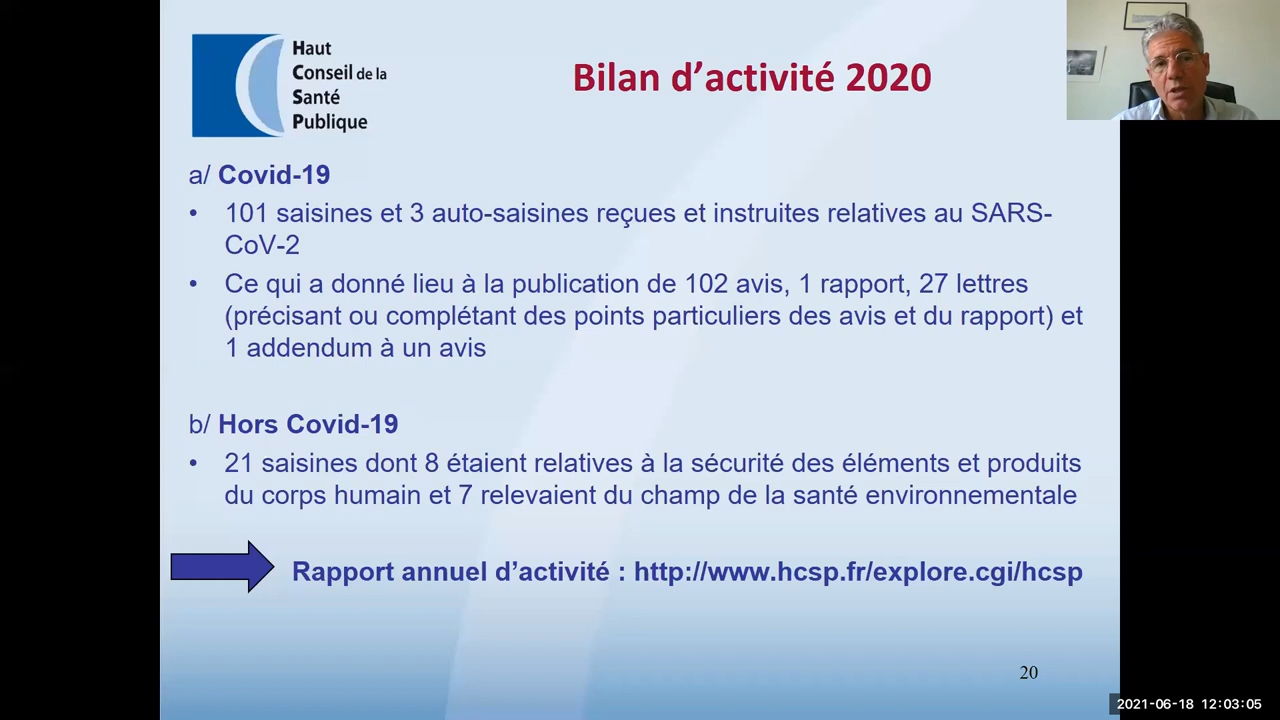 Haut
Conseil de la
Santé
Publique
Bilan d’activité 2020
a/ Covid-19
• 101 saisines et 3 auto-saisines reçues et instruites relatives au SARS-
CoV-2
• Ce qui a donné lieu à la publication de 102 avis, 1 rapport, 27 lettres
(précisant ou complétant des points particuliers des avis et du rapport) et
1 addendum à un avis
b/ Hors Covid-19
• 21 saisines dont 8 étaient relatives à la sécurité des éléments et produits
du corps humain et 7 relevaient du champ de la santé environnementale
Rapport annuel d’activité : http://www.hcsp.fr/explore.cgi/hcsp
20
2021-06-18 12:03:05